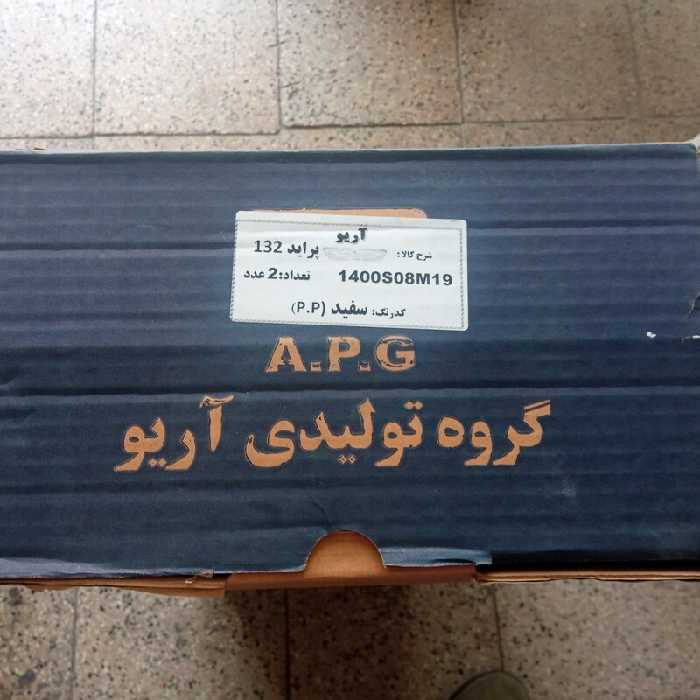 آریو
شرح کالا: پراید 132
1400S08M19 تعداد: 2 عدد
کدرنگ: سفید (P.P)
A.P.G
گروه تولیدی آریو